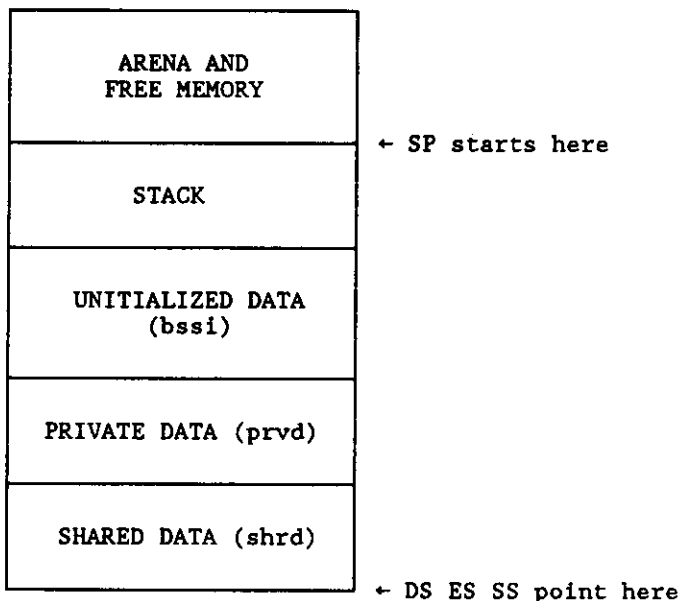 ARENA AND
FREE MEMORY
← SP starts here
STACK
UNITIALIZED DATA
(bssi)
PRIVATE DATA (prvd)
SHARED DATA (shrd)
← DS ES SS point here